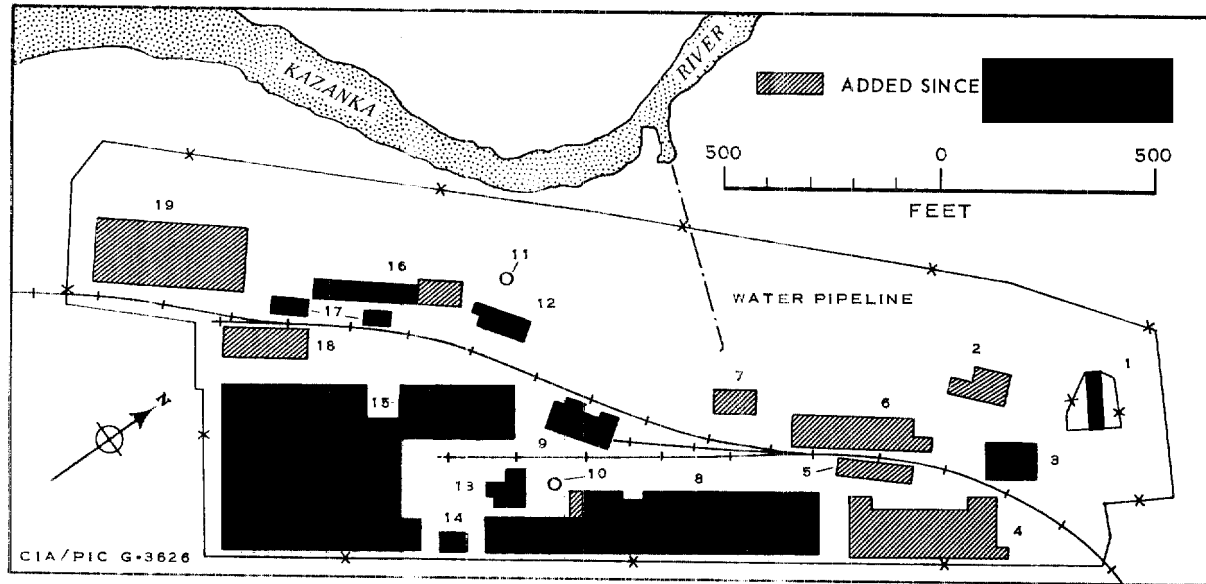 KAZANKA
RIVER
ADDED SINCE
500 0 500
FEET
19
16
11
12
17
18
WATER PIPELINE
2
1
7
6
15
9
10
8
5
3
13
14
4
N
CIA/PIC G-3626